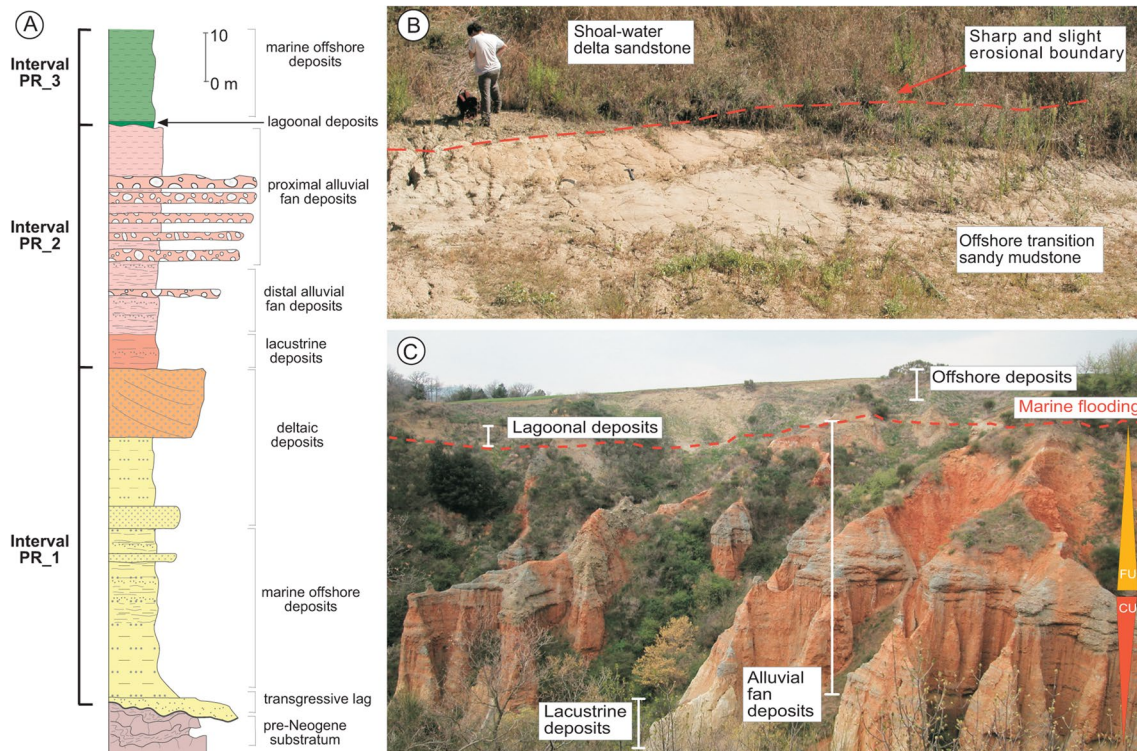 A
10
0 m
Interval
PR_3
marine offshore
deposits
lagoonal deposits
Interval
PR_2
proximal alluvial
fan deposits
distal alluvial
fan deposits
lacustrine
deposits
deltaic
deposits
Interval
PR_1
marine offshore
deposits
transgressive lag
pre-Neogene
substratum
B
Shoal-water
delta sandstone
Sharp and slight
erosional boundary
Offshore transition
sandy mudstone
C
Offshore deposits
Marine flooding
Lagoonal deposits
FU
CU
Alluvial
fan deposits
Lacustrine
deposits